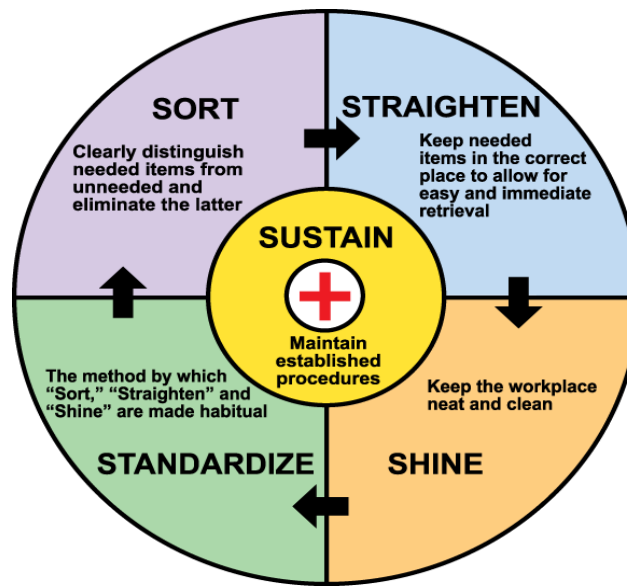 SORT
Clearly distinguish
needed items from
unneeded and
eliminate the latter
STRAIGHTEN
Keep needed
items in the correct
place to allow for
easy and immediate
retrieval
SUSTAIN
Maintain
established
procedures
Keep the workplace
neat and clean
SHINE
The method by which
“Sort,” “Straighten” and
“Shine” are made habitual
STANDARDIZE